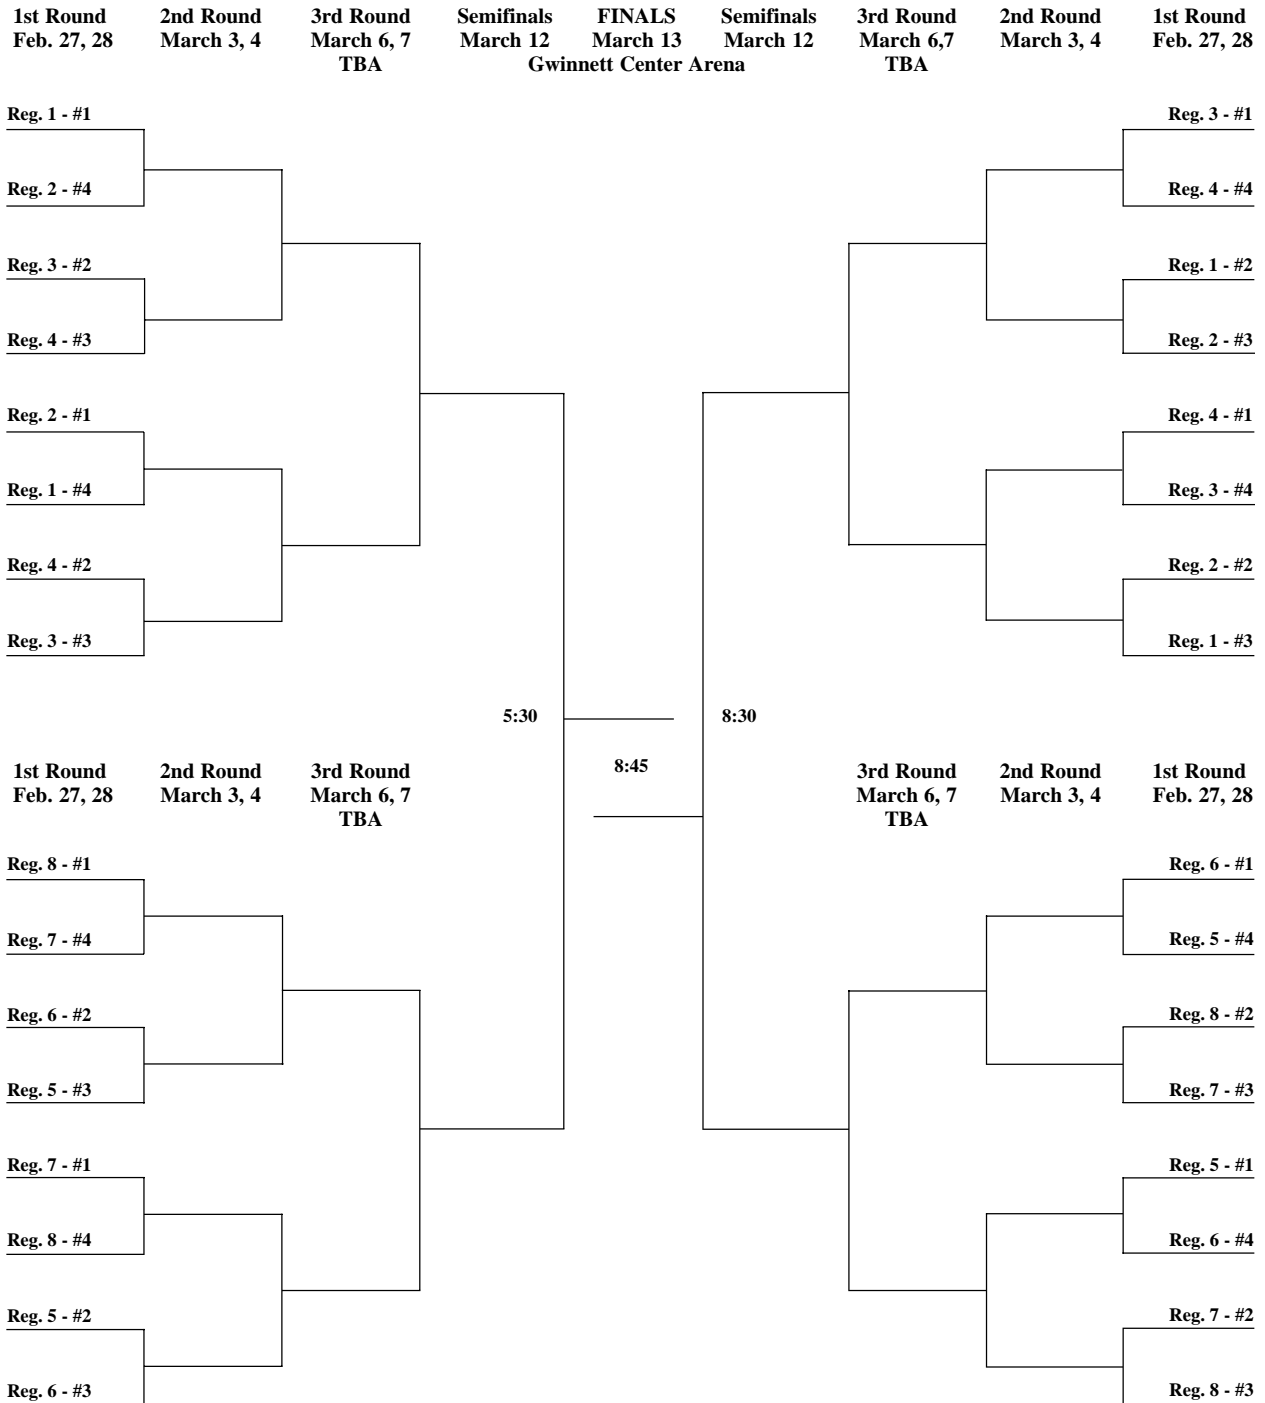 1st Round 2nd Round 3rd Round Semifinals FINALS Semifinals 3rd Round 2nd Round 1st Round
Feb. 27, 28 March 3, 4 March 6, 7 March 12 March 13 March 12 March 6,7 March 3, 4 Feb. 27, 28
TBA Gwinnett Center Arena TBA
Reg. 1 - #1 Reg. 3 - #1
Reg. 2 - #4 Reg. 4 - #4
Reg. 3 - #2 Reg. 1 - #2
Reg. 4 - #3 Reg. 2 - #3
Reg. 2 - #1 Reg. 4 - #1
Reg. 1 - #4 Reg. 3 - #4
Reg. 4 - #2 Reg. 2 - #2
Reg. 3 - #3 Reg. 1 - #3
5:30 8:30
8:45
1st Round 2nd Round 3rd Round 3rd Round 2nd Round 1st Round
Feb. 27, 28 March 3, 4 March 6, 7 March 6, 7 March 3, 4 Feb. 27, 28
TBA TBA
Reg. 8 - #1 Reg. 6 - #1
Reg. 7 - #4 Reg. 5 - #4
Reg. 6 - #2 Reg. 8 - #2
Reg. 5 - #3 Reg. 7 - #3
Reg. 7 - #1 Reg. 5 - #1
Reg. 8 - #4 Reg. 6 - #4
Reg. 5 - #2 Reg. 7 - #2
Reg. 6 - #3 Reg. 8 - #3